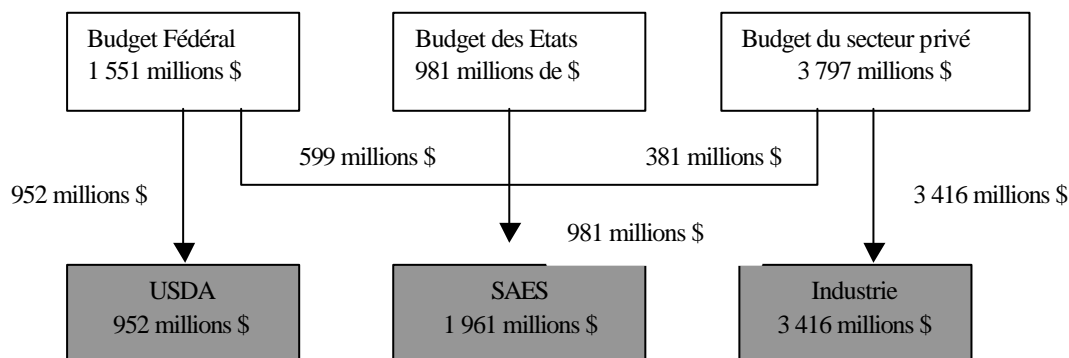 Budget Fédéral
1 551 millions $
Budget des Etats
981 millions de $
Budget du secteur privé
3 797 millions $
599 millions $
381 millions $
952 millions $
3 416 millions $
981 millions $
USDA
952 millions $
SAES
1 961 millions $
Industrie
3 416 millions $